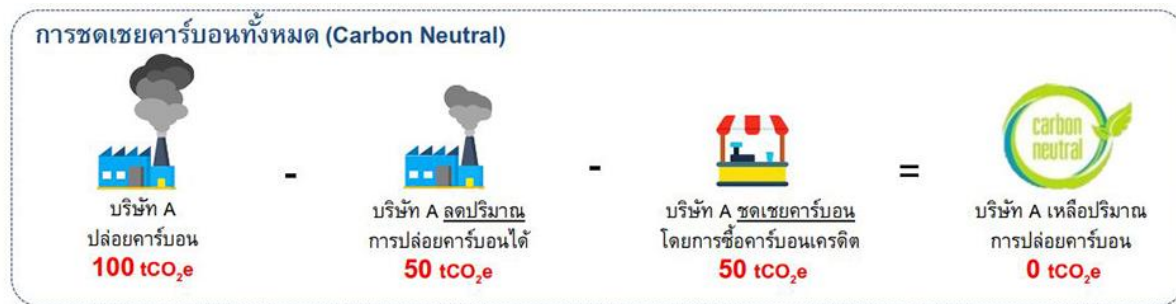 การชดเชยคาร์บอนทั้งหมด (Carbon Neutral)
บริษัท A
ปล่อยคาร์บอน
100 tCO₂e
-
บริษัท A ลดปริมาณ
การปล่อยคาร์บอนได้
50 tCO₂e
-
บริษัท A ชดเชยคาร์บอน
โดยการซื้อคาร์บอนเครดิต
50 tCO₂e
=
carbon
neutral
บริษัท A เหลือปริมาณ
การปล่อยคาร์บอน
0 tCO₂e